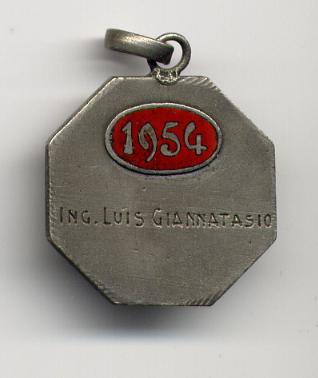 1954
ING. LUIS GIANNATASIO